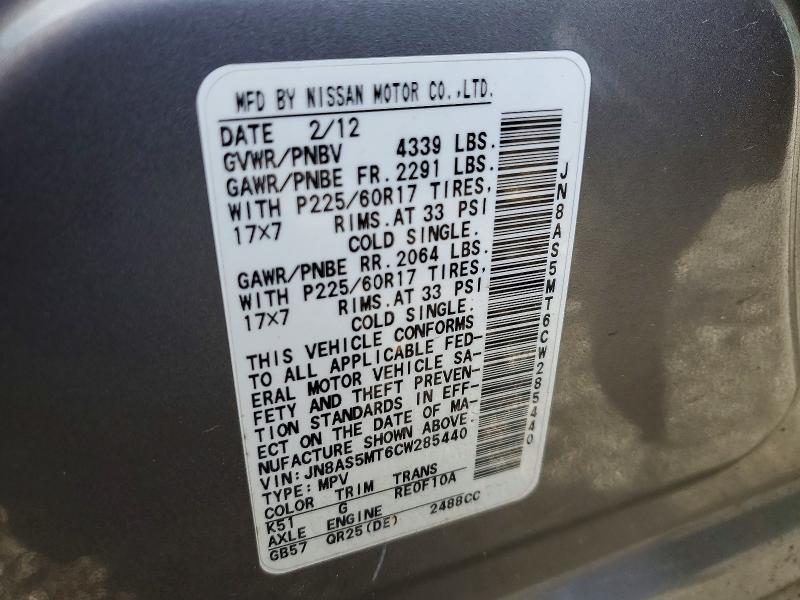 MFD BY NISSAN MOTOR CO.,LTD.
DATE 2/12
GVWR/PNBV 4339 LBS.
GAWR/PNBE FR. 2291 LBS.
WITH P225/60R17 TIRES,
17×7 RIMS.AT 33 PSI
COLD SINGLE.
GAWR/PNBE RR. 2064 LBS.
WITH P225/60R17 TIRES,
17×7 RIMS.AT 33 PSI
COLD SINGLE.
THIS VEHICLE CONFORMS
TO ALL APPLICABLE FED-
ERAL MOTOR VEHICLE SA-
FETY AND THEFT PREVEN-
TION STANDARDS IN EFF-
ECT ON THE DATE OF MA-
NUFACTURE SHOWN ABOVE.
VIN: JN8AS5MT6CW285440
TYPE: MPV
COLOR TRIM TRANS
K51 G RE0F10A
AXLE ENGINE
GB57 QR25(DE) 2488CC
JN8AS5MT6CW285440